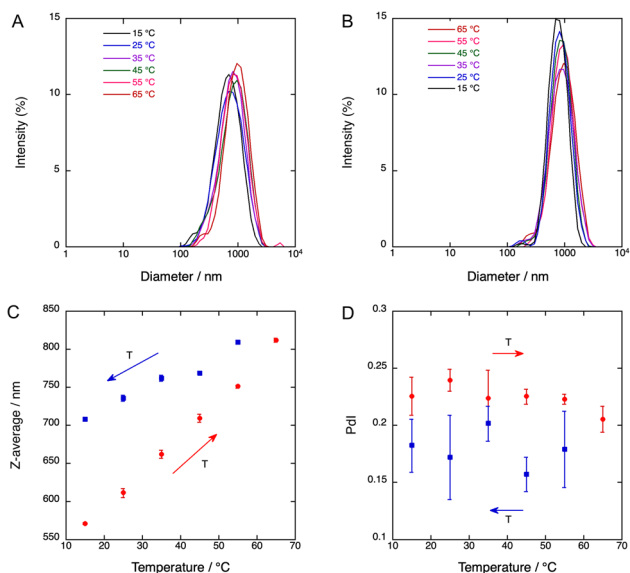 A
15
10
5
0
Intensity (%)
15 °C
25 °C
35 °C
45 °C
55 °C
65 °C
1 10 100 1000 10⁴
Diameter / nm
B
15
10
5
0
Intensity (%)
65 °C
55 °C
45 °C
35 °C
25 °C
15 °C
1 10 100 1000 10⁴
Diameter / nm
C
850
800
750
700
650
600
550
Z-average / nm
T
T
10 20 30 40 50 60 70
Temperature / °C
D
0.3
0.25
0.2
0.15
0.1
PdI
T
T
10 20 30 40 50 60 70
Temperature / °C